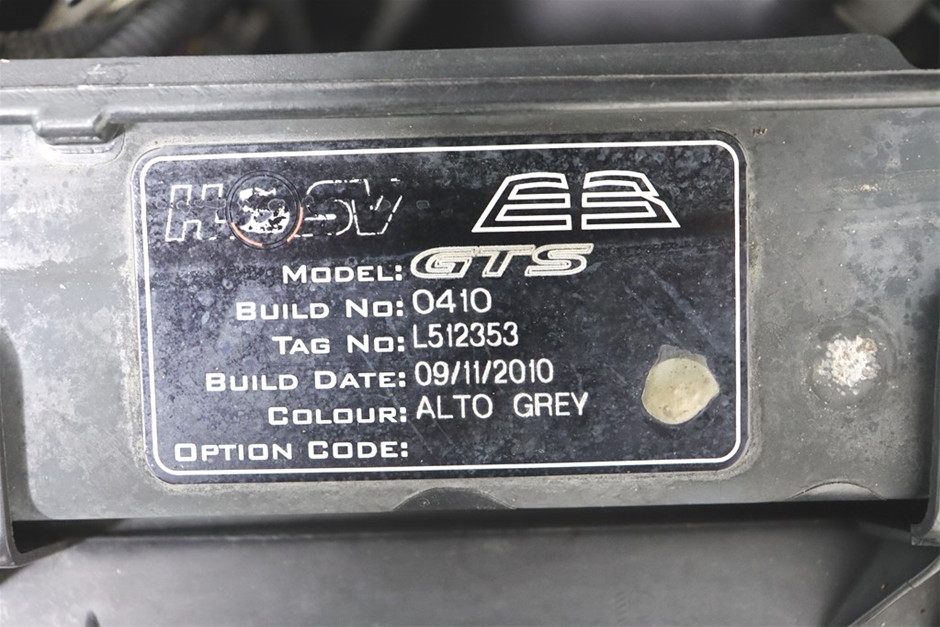 HSV E3
MODEL: GTS
BUILD NO: 0410
TAG NO: L512353
BUILD DATE: 09/11/2010
COLOUR: ALTO GREY
OPTION CODE: